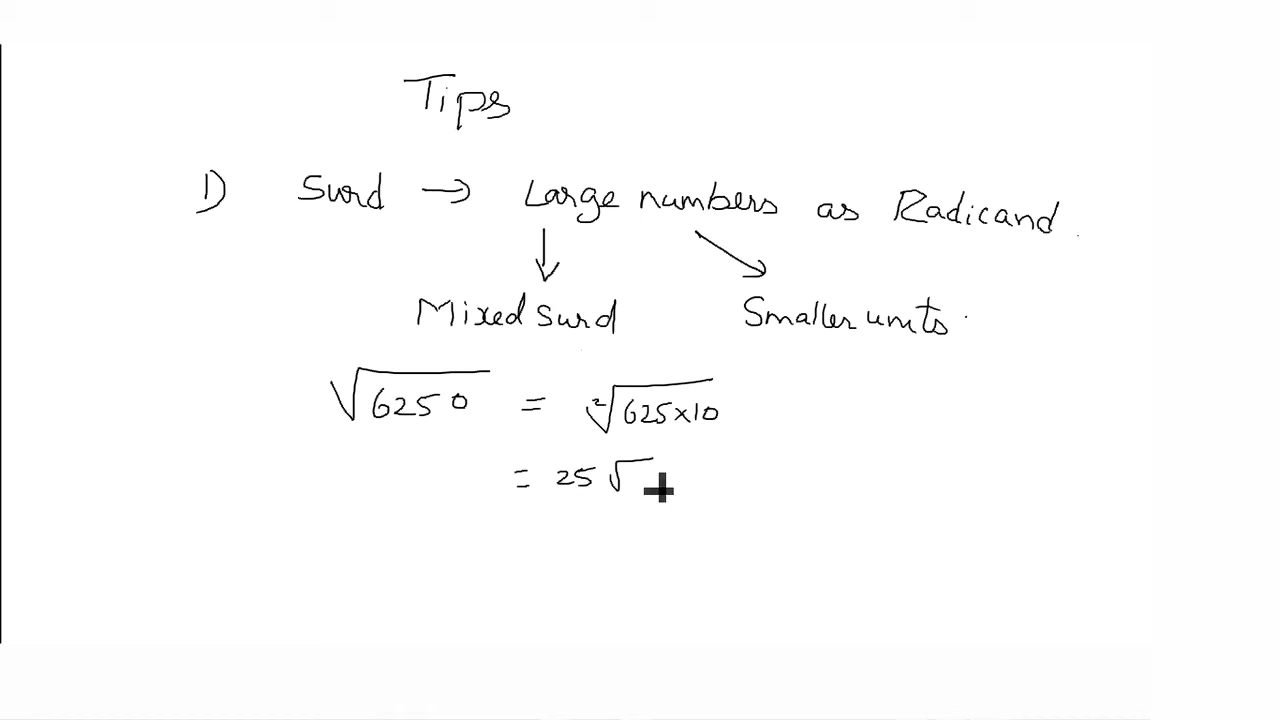 Tips
1) Surd → Large numbers as Radicand.
↓ ↘
Mixed Surd Smaller units.
√6250 = ²√625×10
= 25 √